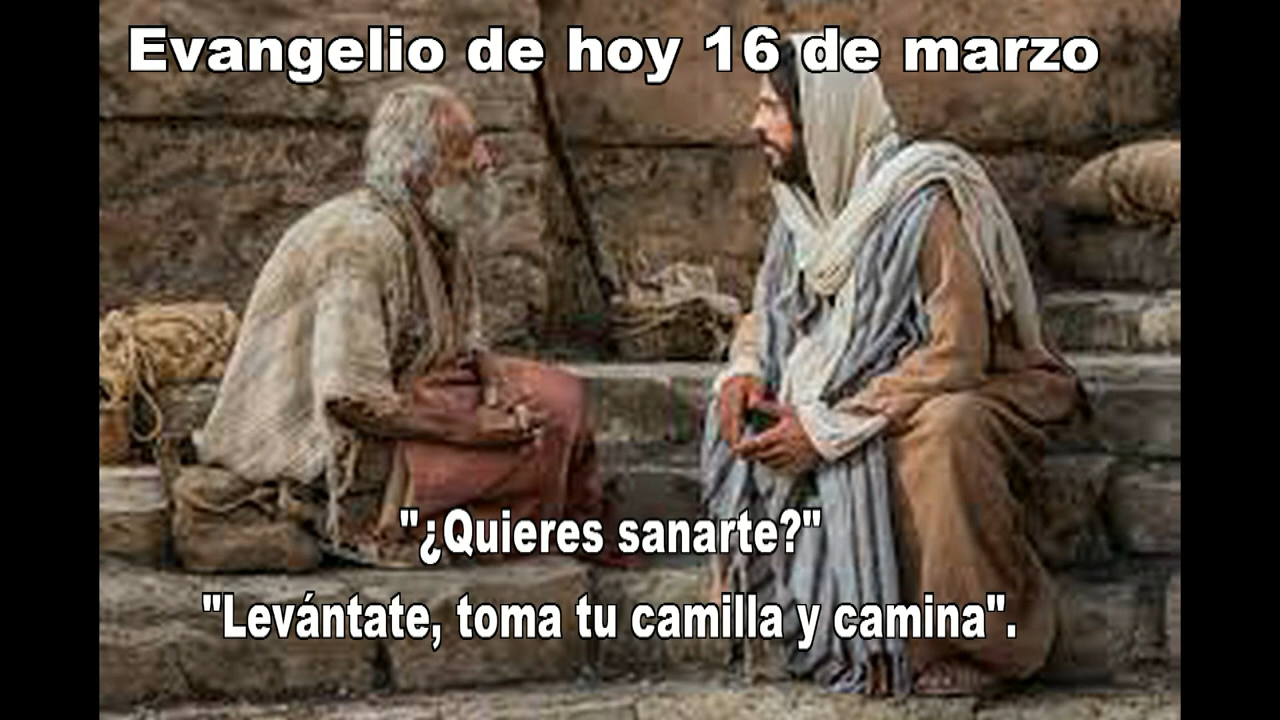 Evangelio de hoy 16 de marzo
"¿Quieres sanarte?"
"Levántate, toma tu camilla y camina".